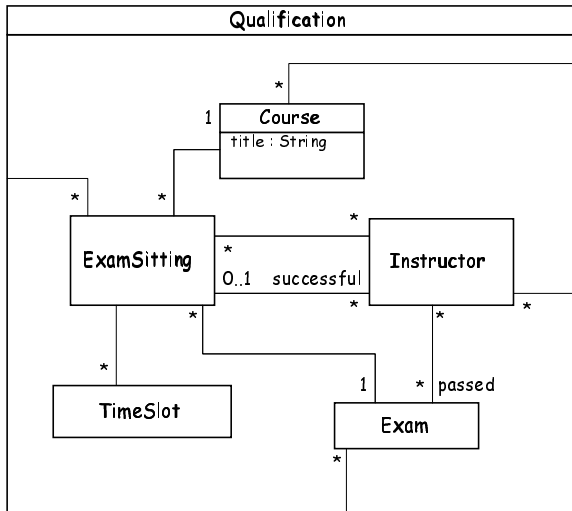 Qualification
*
1 Course
title : String
* *
ExamSitting
*
*
Instructor
0..1 successful
*
*
*
*
*
TimeSlot
1
* passed
Exam
*